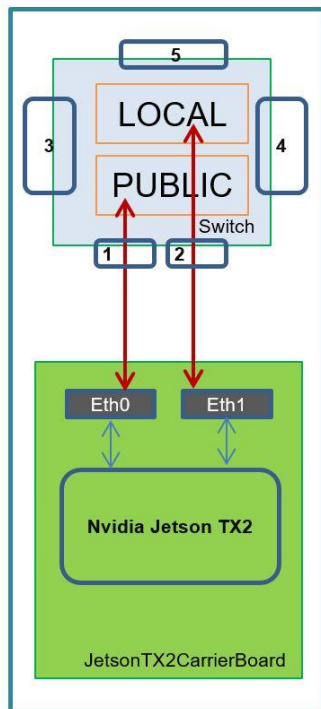 5
LOCAL
3
4
PUBLIC
Switch
1
2
Eth0
Eth1
Nvidia Jetson TX2
JetsonTX2CarrierBoard